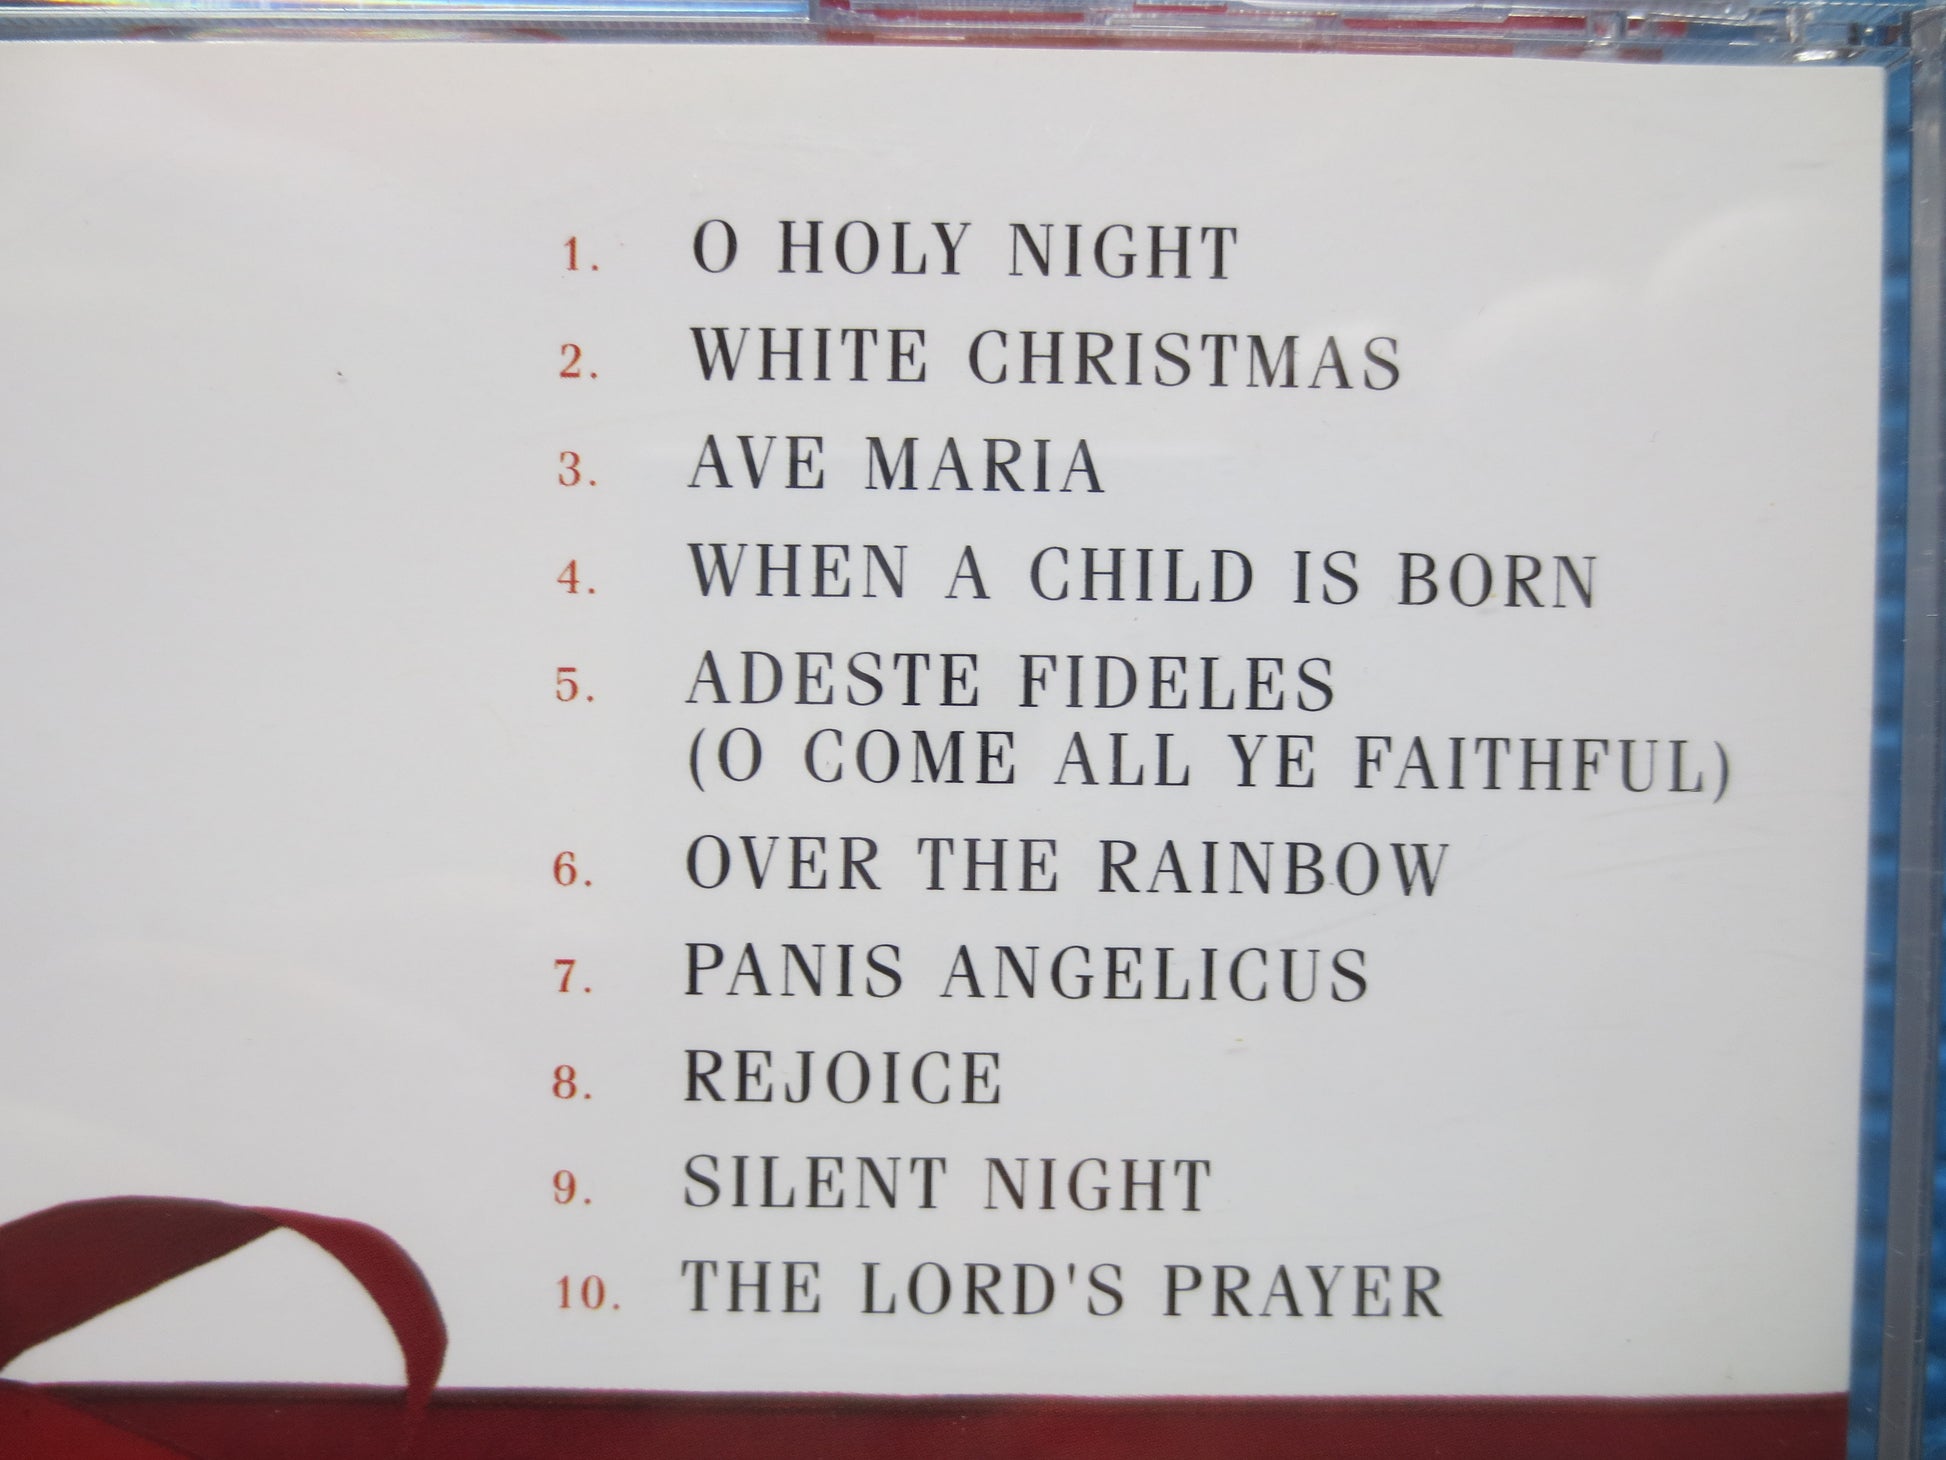 1. O HOLY NIGHT
2. WHITE CHRISTMAS
3. AVE MARIA
4. WHEN A CHILD IS BORN
5. ADESTE FIDELES
(O COME ALL YE FAITHFUL)
6. OVER THE RAINBOW
7. PANIS ANGELICUS
8. REJOICE
9. SILENT NIGHT
10. THE LORD'S PRAYER